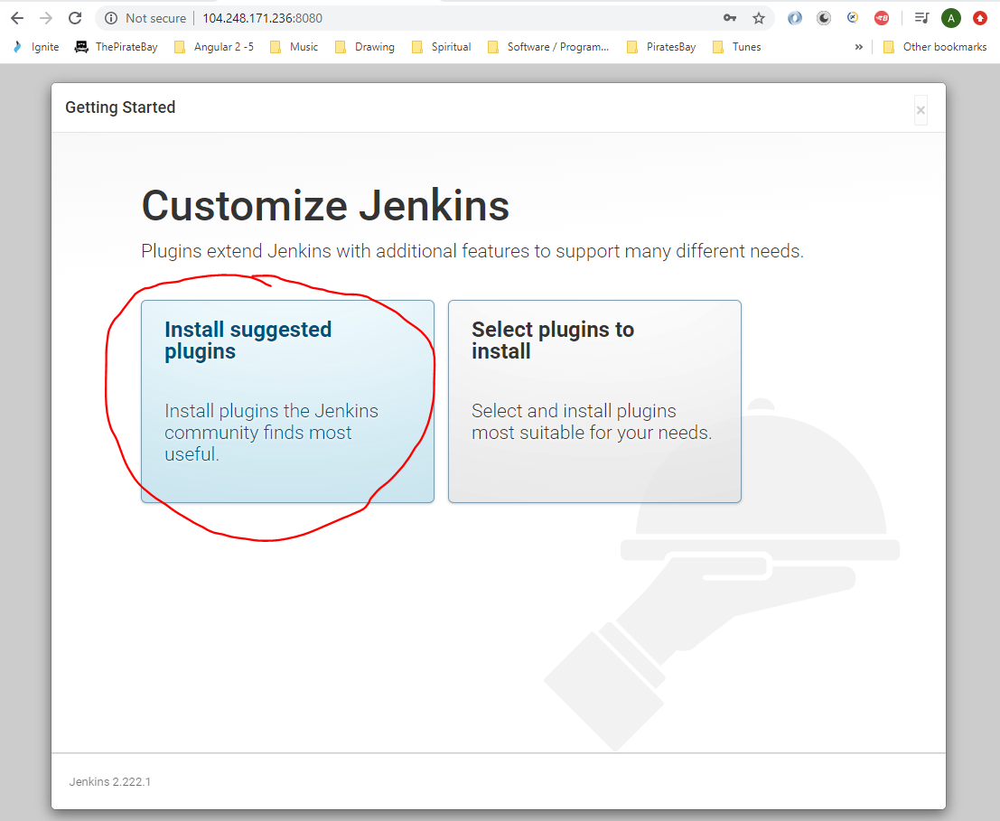 Not secure | 104.248.171.236:8080
A
Ignite ThePirateBay Angular 2 -5 Music Drawing Spiritual Software / Program... PiratesBay Tunes » Other bookmarks
Getting Started
×
Customize Jenkins
Plugins extend Jenkins with additional features to support many different needs.
Install suggested
plugins
Install plugins the Jenkins
community finds most
useful.
Select plugins to
install
Select and install plugins
most suitable for your needs.
Jenkins 2.222.1